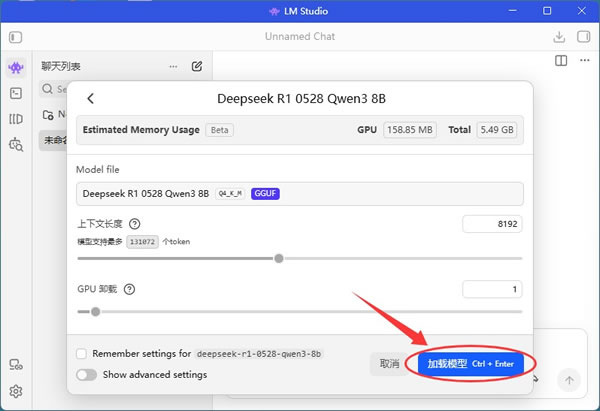 LM Studio
Unnamed Chat
聊天列表 ...
Se
Deepseek R1 0528 Qwen3 8B
Estimated Memory Usage Beta GPU 158.85 MB Total 5.49 GB
Model file
Deepseek R1 0528 Qwen3 8B Q4_K_M GGUF
上下文长度 ? 8192
模型支持最多 131072 个token
GPU 卸载 ? 1
Remember settings for deepseek-r1-0528-qwen3-8b
取消 加载模型 Ctrl + Enter
Show advanced settings